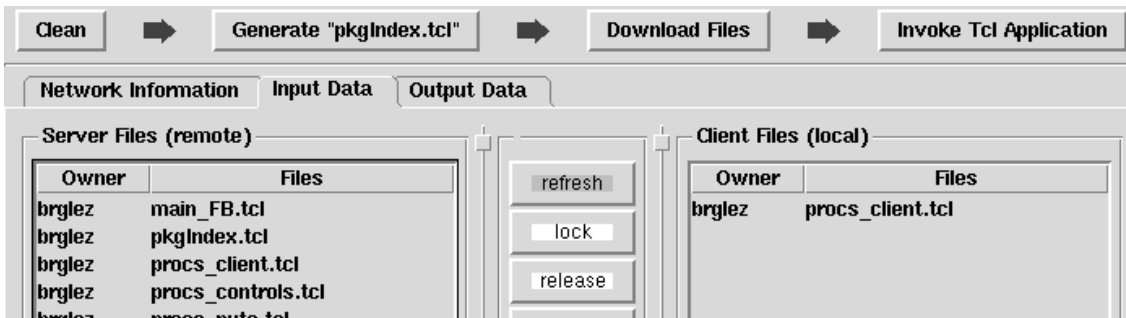 Clean Generate "pkgIndex.tcl" Download Files Invoke Tcl Application
Network Information Input Data Output Data
Server Files (remote)
Owner Files
brglez main_FB.tcl
brglez pkgIndex.tcl
brglez procs_client.tcl
brglez procs_controls.tcl
brglez
refresh
lock
release
Client Files (local)
Owner Files
brglez procs_client.tcl